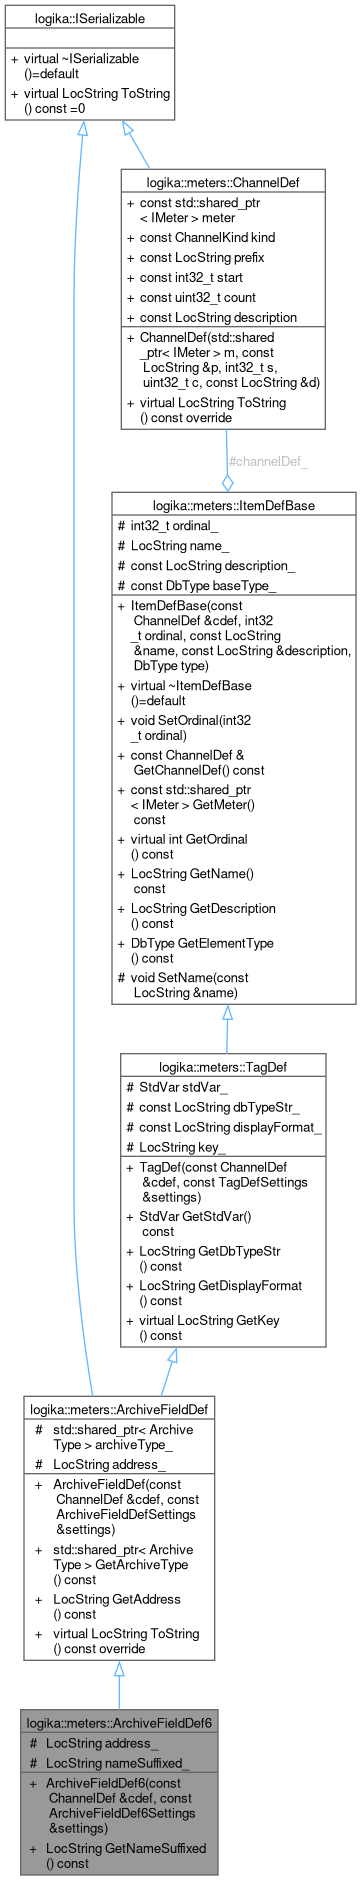 logika::ISerializable
+ virtual ~ISerializable
()=default
+ virtual LocString ToString
() const =0
logika::meters::ChannelDef
+ const std::shared_ptr
< IMeter > meter
+ const ChannelKind kind
+ const LocString prefix
+ const int32_t start
+ const uint32_t count
+ const LocString description
+ ChannelDef(std::shared
_ptr< IMeter > m, const
LocString &p, int32_t s,
uint32_t c, const LocString &d)
+ virtual LocString ToString
() const override
#channelDef_
logika::meters::ItemDefBase
# int32_t ordinal_
# LocString name_
# const LocString description_
# const DbType baseType_
+ ItemDefBase(const
ChannelDef &cdef, int32
_t ordinal, const LocString
&name, const LocString &description,
DbType type)
+ virtual ~ItemDefBase
()=default
+ void SetOrdinal(int32
_t ordinal)
+ const ChannelDef &
GetChannelDef() const
+ const std::shared_ptr
< IMeter > GetMeter()
const
+ virtual int GetOrdinal
() const
+ LocString GetName()
const
+ LocString GetDescription
() const
+ DbType GetElementType
() const
# void SetName(const
LocString &name)
logika::meters::TagDef
# StdVar stdVar_
# const LocString dbTypeStr_
# const LocString displayFormat_
# LocString key_
+ TagDef(const ChannelDef
&cdef, const TagDefSettings
&settings)
+ StdVar GetStdVar()
const
+ LocString GetDbTypeStr
() const
+ LocString GetDisplayFormat
() const
+ virtual LocString GetKey
() const
logika::meters::ArchiveFieldDef
# std::shared_ptr< Archive
Type > archiveType_
# LocString address_
+ ArchiveFieldDef(const
ChannelDef &cdef, const
ArchiveFieldDefSettings
&settings)
+ std::shared_ptr< Archive
Type > GetArchiveType
() const
+ LocString GetAddress
() const
+ virtual LocString ToString
() const override
logika::meters::ArchiveFieldDef6
# LocString address_
# LocString nameSuffixed_
+ ArchiveFieldDef6(const
ChannelDef &cdef, const
ArchiveFieldDef6Settings
&settings)
+ LocString GetNameSuffixed
() const